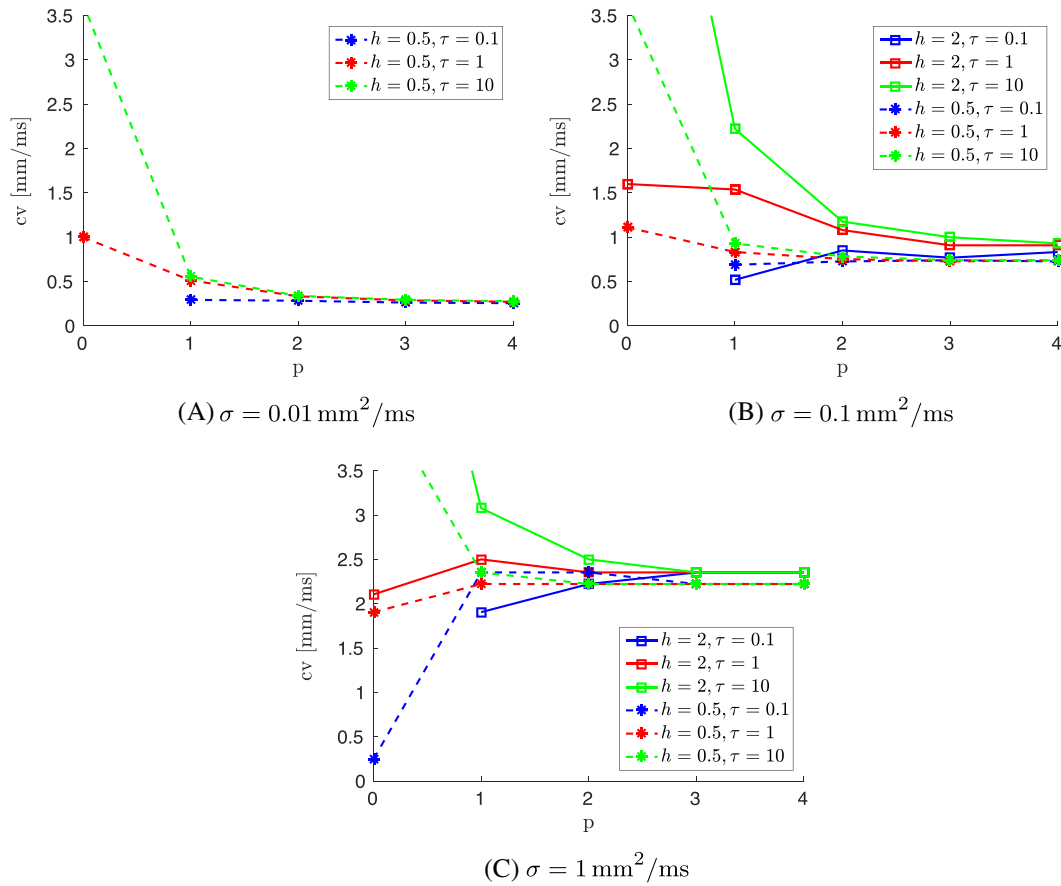 3.5
3
2.5
2
1.5
1
0.5
0
cv [mm/ms]
0 1 2 3 4
p
h = 0.5, τ = 0.1
h = 0.5, τ = 1
h = 0.5, τ = 10
(A) σ = 0.01 mm²/ms
3.5
3
2.5
2
1.5
1
0.5
0
cv [mm/ms]
0 1 2 3 4
p
h = 2, τ = 0.1
h = 2, τ = 1
h = 2, τ = 10
h = 0.5, τ = 0.1
h = 0.5, τ = 1
h = 0.5, τ = 10
(B) σ = 0.1 mm²/ms
3.5
3
2.5
2
1.5
1
0.5
0
cv [mm/ms]
0 1 2 3 4
p
h = 2, τ = 0.1
h = 2, τ = 1
h = 2, τ = 10
h = 0.5, τ = 0.1
h = 0.5, τ = 1
h = 0.5, τ = 10
(C) σ = 1 mm²/ms